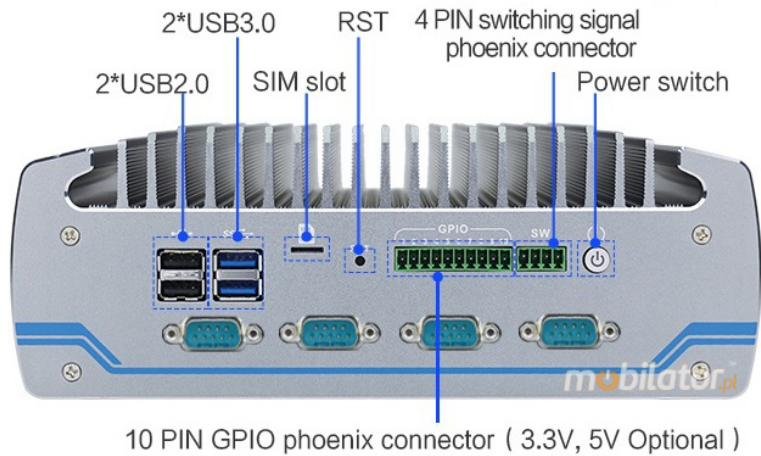 2*USB3.0
RST
4 PIN switching signal
phoenix connector
2*USB2.0
SIM slot
Power switch
GPIO
SW
mobilator.pl
10 PIN GPIO phoenix connector ( 3.3V, 5V Optional )